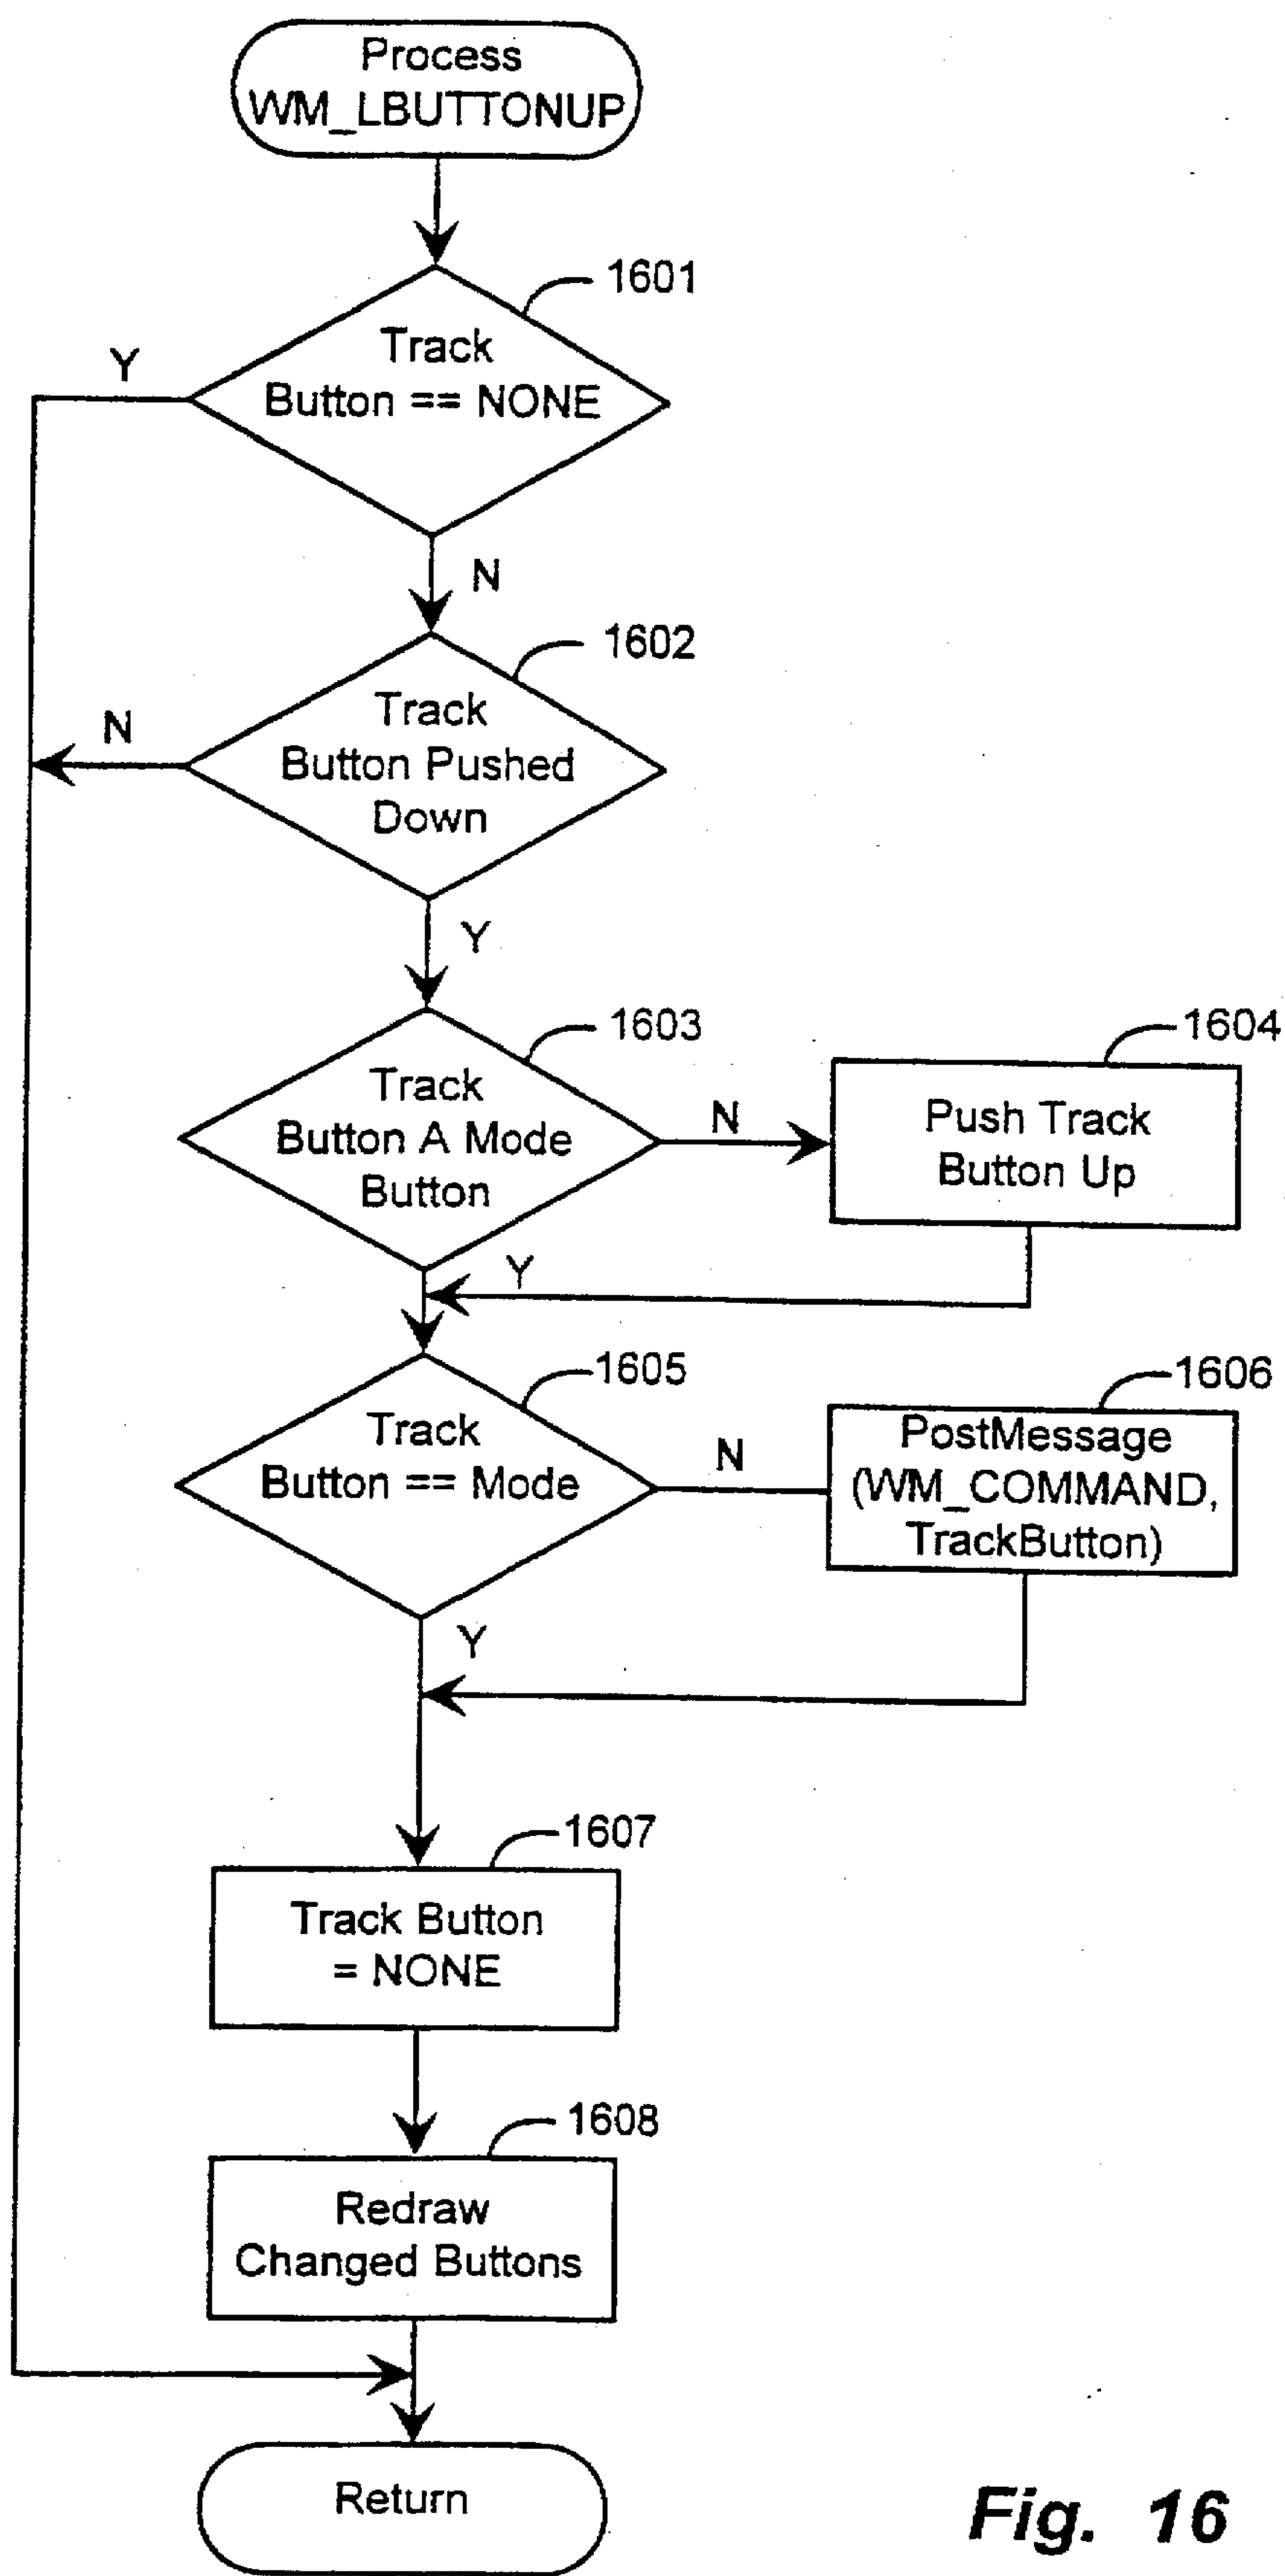 Process
WM_LBUTTONUP
1601
Track
Button == NONE
Y
N
1602
Track
Button Pushed
Down
N
Y
1603
Track
Button A Mode
Button
N
1604
Push Track
Button Up
Y
1605
Track
Button == Mode
N
1606
PostMessage
(WM_COMMAND,
TrackButton)
Y
1607
Track Button
= NONE
1608
Redraw
Changed Buttons
Return
Fig. 16